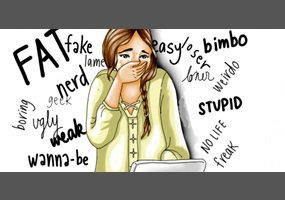 FAT
fake
lame
nerd
geek
boring
ugly
weak
wanna-be
easy
loser
bimbo
weirdo
STUPID
NO LIFE
freak